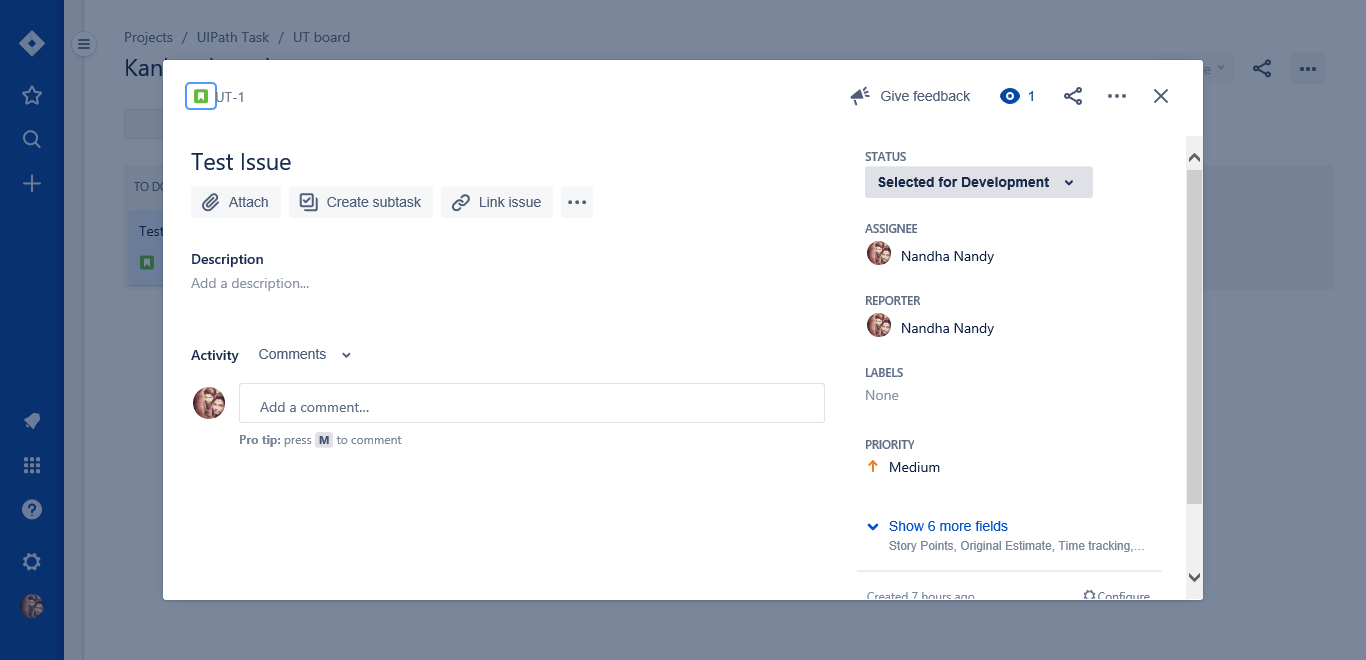 Projects / UIPath Task / UT board
UT-1
Give feedback
1
Test Issue
Attach
Create subtask
Link issue
Description
Add a description...
Activity
Comments
Add a comment...
Pro tip: press M to comment
STATUS
Selected for Development
ASSIGNEE
Nandha Nandy
REPORTER
Nandha Nandy
LABELS
None
PRIORITY
Medium
Show 6 more fields
Story Points, Original Estimate, Time tracking,...
Created 7 hours ago
Configure
TO DO
Test